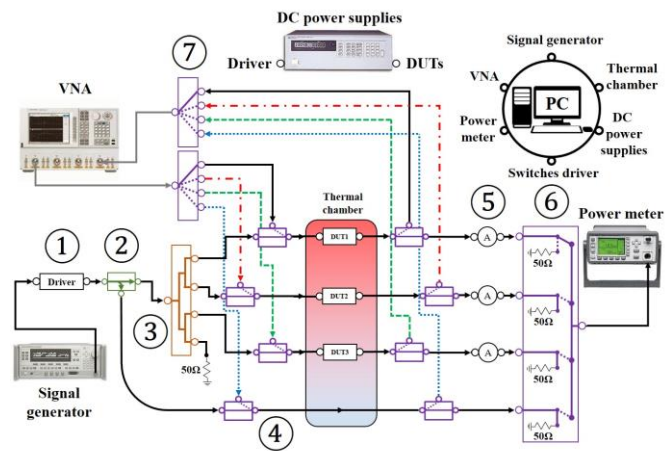 DC power supplies
Driver
DUTs
VNA
7
Signal generator
Thermal
chamber
VNA
PC
Power
meter
DC
power
supplies
Switches driver
Thermal
chamber
1
2
3
4
5
6
Power meter
Driver
DUT1
DUT2
DUT3
A
A
A
50Ω
50Ω
50Ω
50Ω
50Ω
Signal
generator